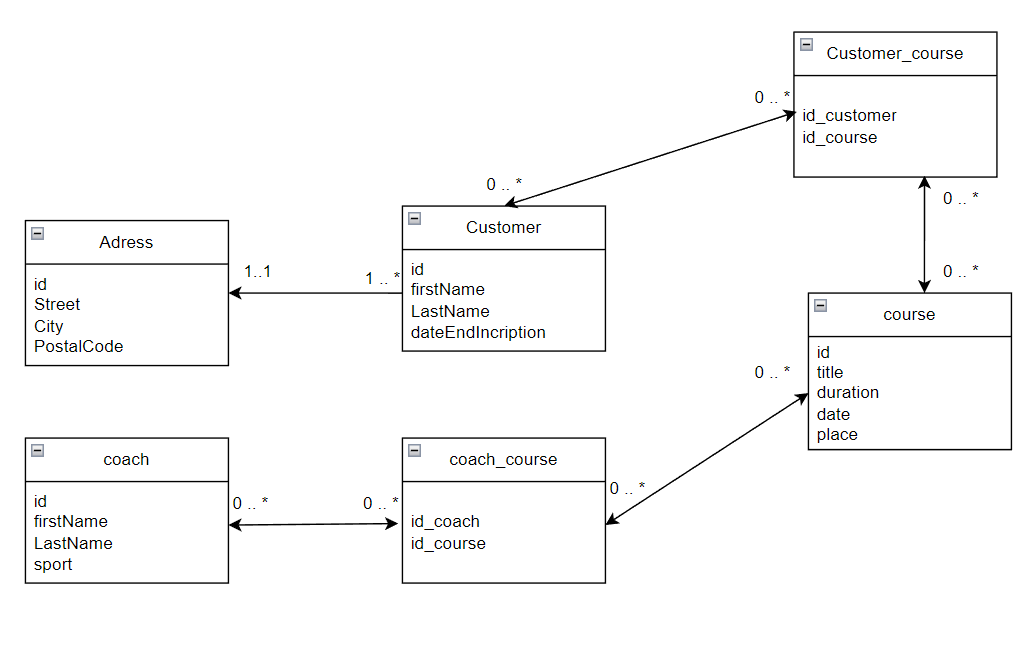 Customer_course
0 .. *
id_customer
id_course
0 .. *
0 .. *
Customer
Adress
1..1
1 .. *
id
firstName
LastName
dateEndIncription
id
Street
City
PostalCode
0 .. *
course
id
title
duration
date
place
0 .. *
coach
coach_course
0 .. *
0 .. *
0 .. *
id
firstName
LastName
sport
id_coach
id_course